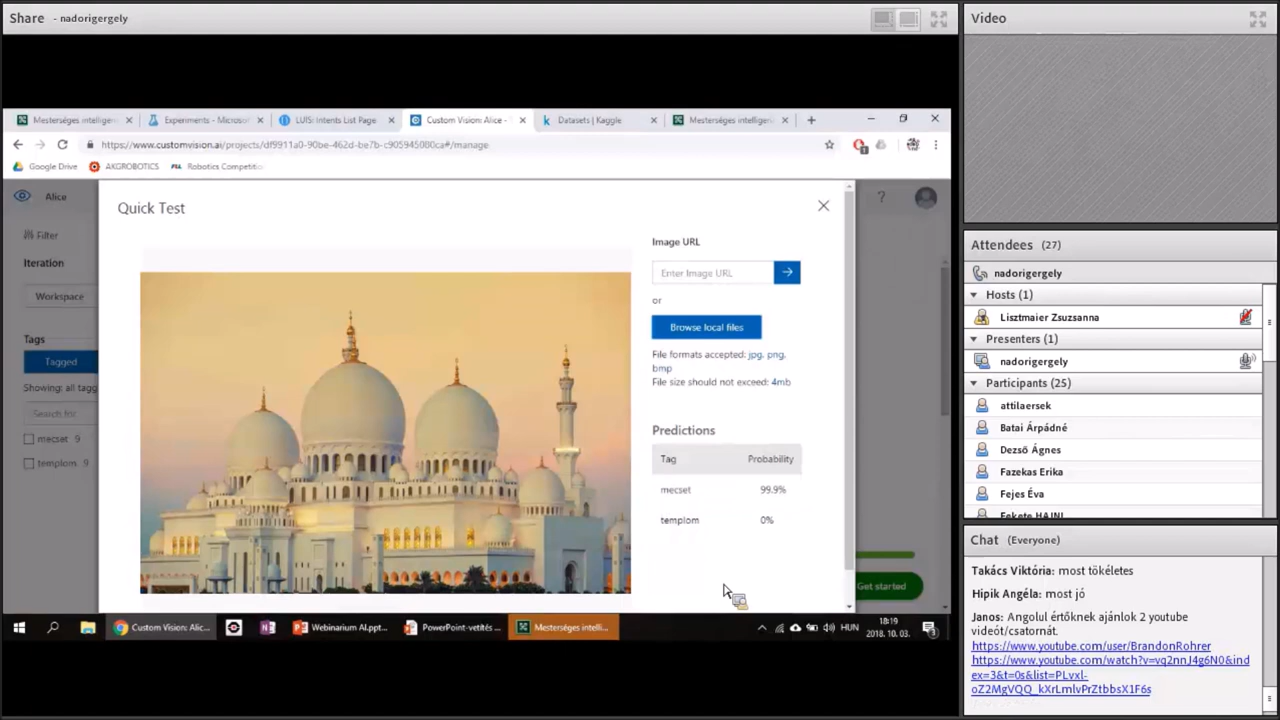 Share - nadorigergely
Video
Mesterséges intelligen
Experiments - Microsof
LUIS: Intents List Page
Custom Vision: Alice -
Datasets | Kaggle
Mesterséges intelligen
https://www.customvision.ai/projects/df9911a0-90be-462d-be7b-c905945080ca#/manage
Google Drive
AKGROBOTICS
Robotics Competitio
Alice
?
Filter
Iteration
Workspace
Tags
Tagged
Showing: all tagg
Search for
mecset 9
templom 9
Quick Test
Image URL
Enter Image URL
or
Browse local files
File formats accepted: jpg, png,
bmp
File size should not exceed: 4mb
Predictions
Tag Probability
mecset 99.9%
templom 0%
Get started
Custom Vision: Alic...
Webinarium AI.ppt...
PowerPoint-vetítés ...
Mesterséges intelli...
HUN
18:19
2018. 10. 03.
3
Attendees (27)
nadorigergely
Hosts (1)
Lisztmaier Zsuzsanna
Presenters (1)
nadorigergely
Participants (25)
attilaersek
Batai Árpádné
Dezső Ágnes
Fazekas Erika
Fejes Éva
Fekete HAJNI
Chat (Everyone)
Takács Viktória: most tökéletes
Hipik Angéla: most jó
Janos: Angolul értőknek ajánlok 2 youtube
videót/csatornát.
https://www.youtube.com/user/BrandonRohrer
https://www.youtube.com/watch?v=vq2nnJ4g6N0&ind
ex=3&t=0s&list=PLvxl-
oZ2MgVQQ_kXrLmlvPrZtbbsX1F6s